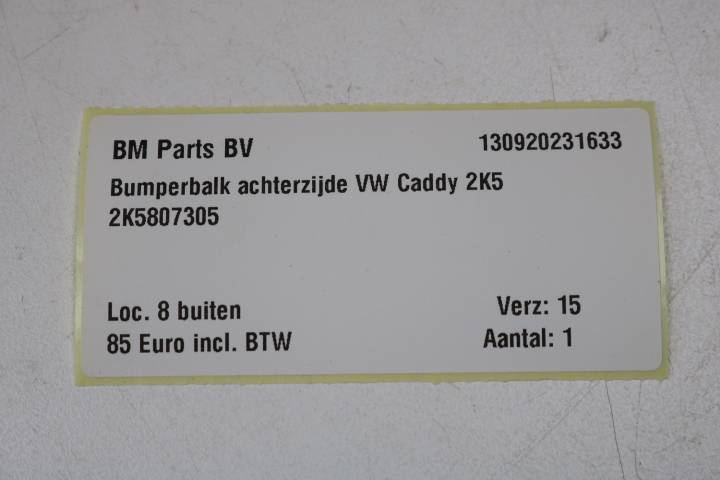 BM Parts BV 130920231633
Bumperbalk achterzijde VW Caddy 2K5
2K5807305
Loc. 8 buiten Verz: 15
85 Euro incl. BTW Aantal: 1